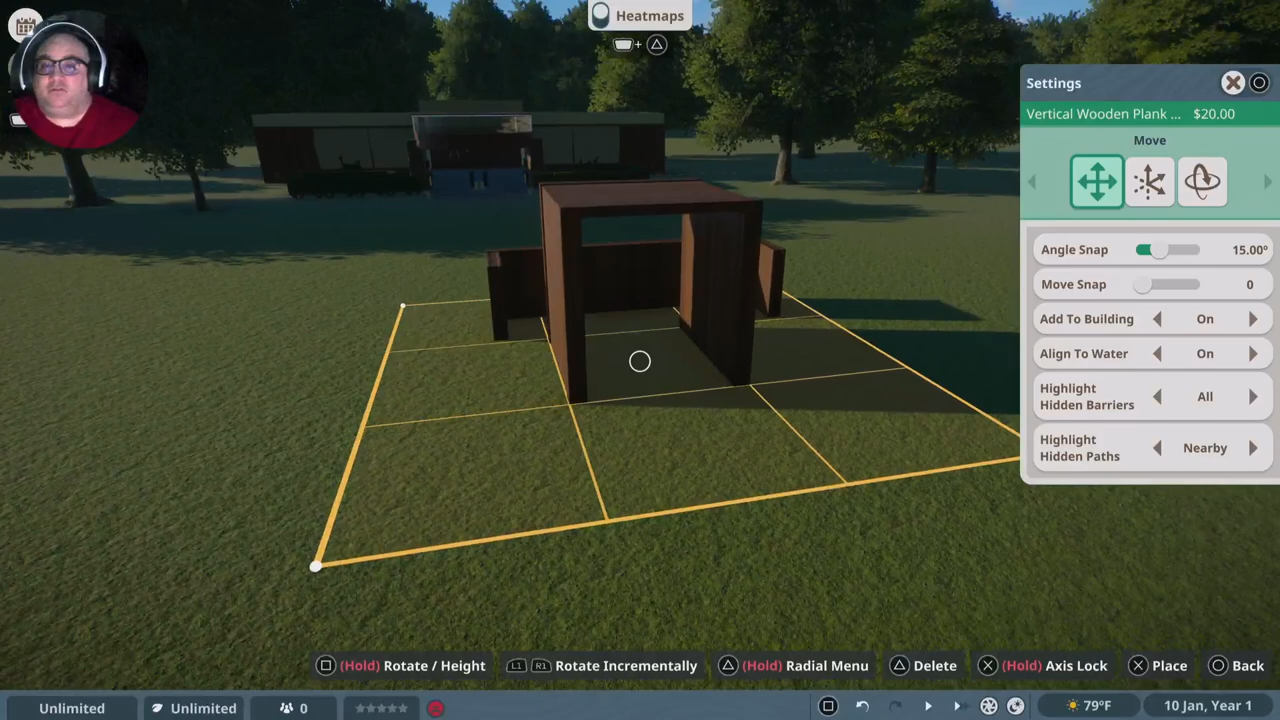 Heatmaps
+
Settings
Vertical Wooden Plank ... $20.00
Move
Angle Snap 15.00°
Move Snap 0
Add To Building On
Align To Water On
Highlight
Hidden Barriers All
Highlight
Hidden Paths Nearby
(Hold) Rotate / Height L1 R1 Rotate Incrementally (Hold) Radial Menu Delete (Hold) Axis Lock Place Back
Unlimited Unlimited 0 79°F 10 Jan, Year 1